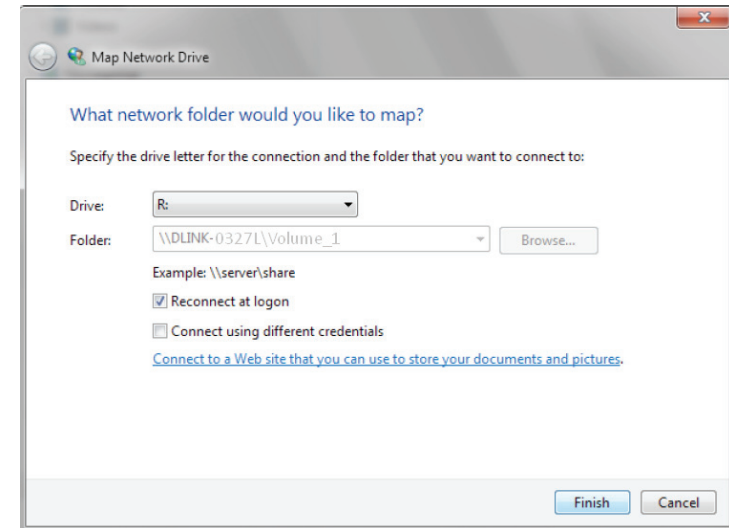 Map Network Drive
What network folder would you like to map?
Specify the drive letter for the connection and the folder that you want to connect to:
Drive: R:
Folder: \\DLINK-0327L\Volume_1 Browse...
Example: \\server\share
Reconnect at logon
Connect using different credentials
Connect to a Web site that you can use to store your documents and pictures.
Finish Cancel